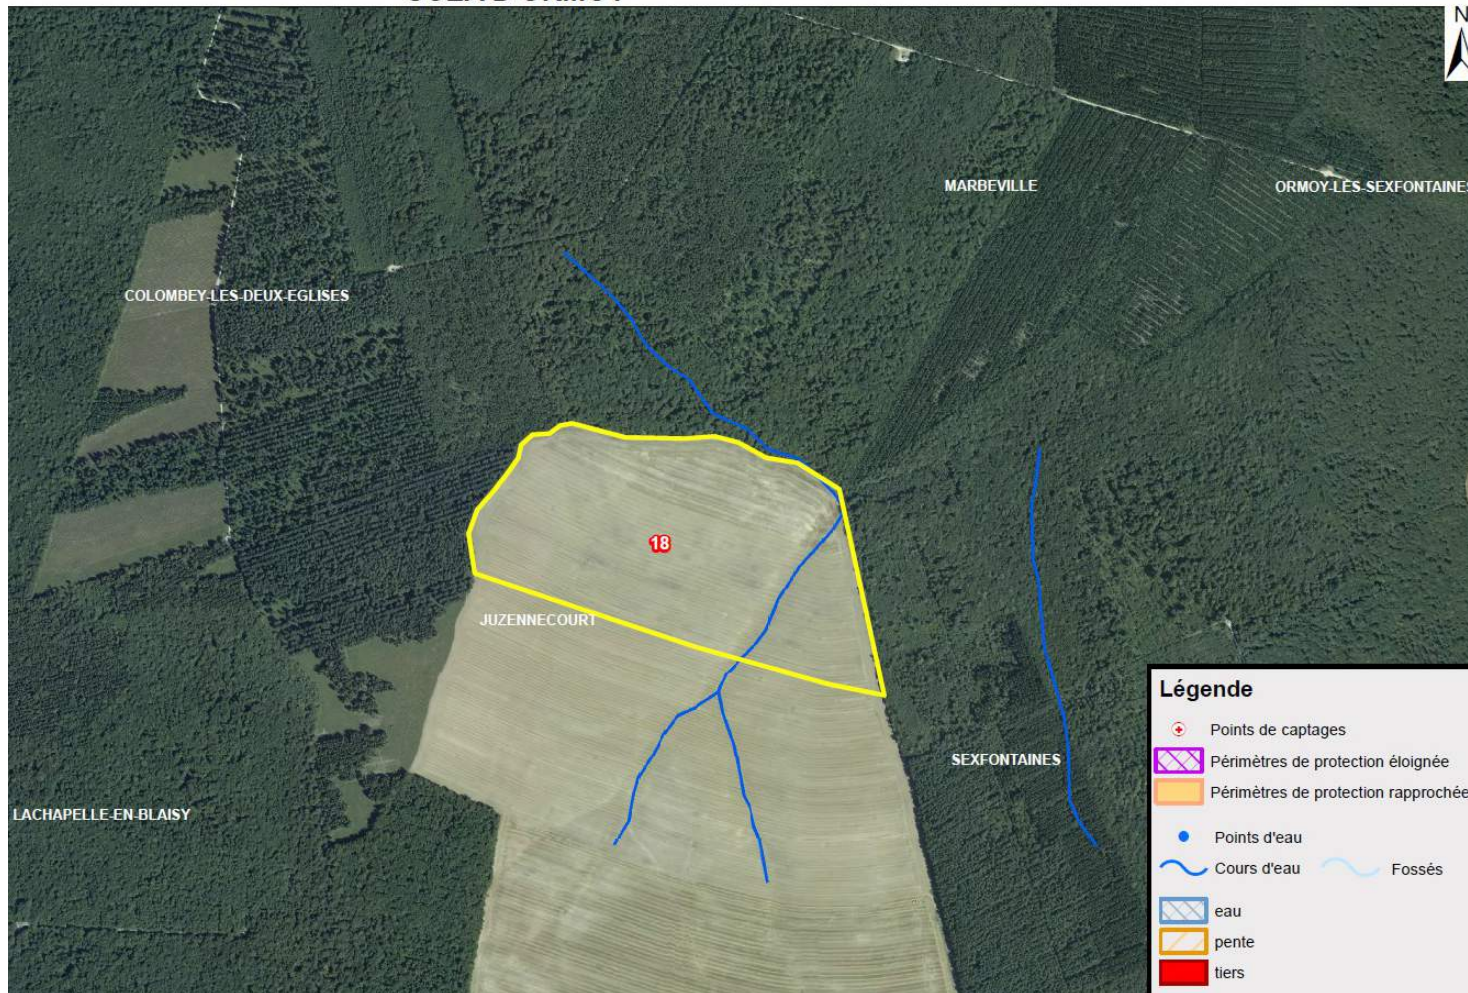 N
MARBEVILLE
ORMOY-LÈS-SEXFONTAINES
COLOMBEY-LES-DEUX-EGLISES
18
JUZENNECOURT
SEXFONTAINES
LACHAPELLE-EN-BLAISY
Légende
Points de captages
Périmètres de protection éloignée
Périmètres de protection rapprochée
Points d'eau
Cours d'eau
Fossés
eau
pente
tiers